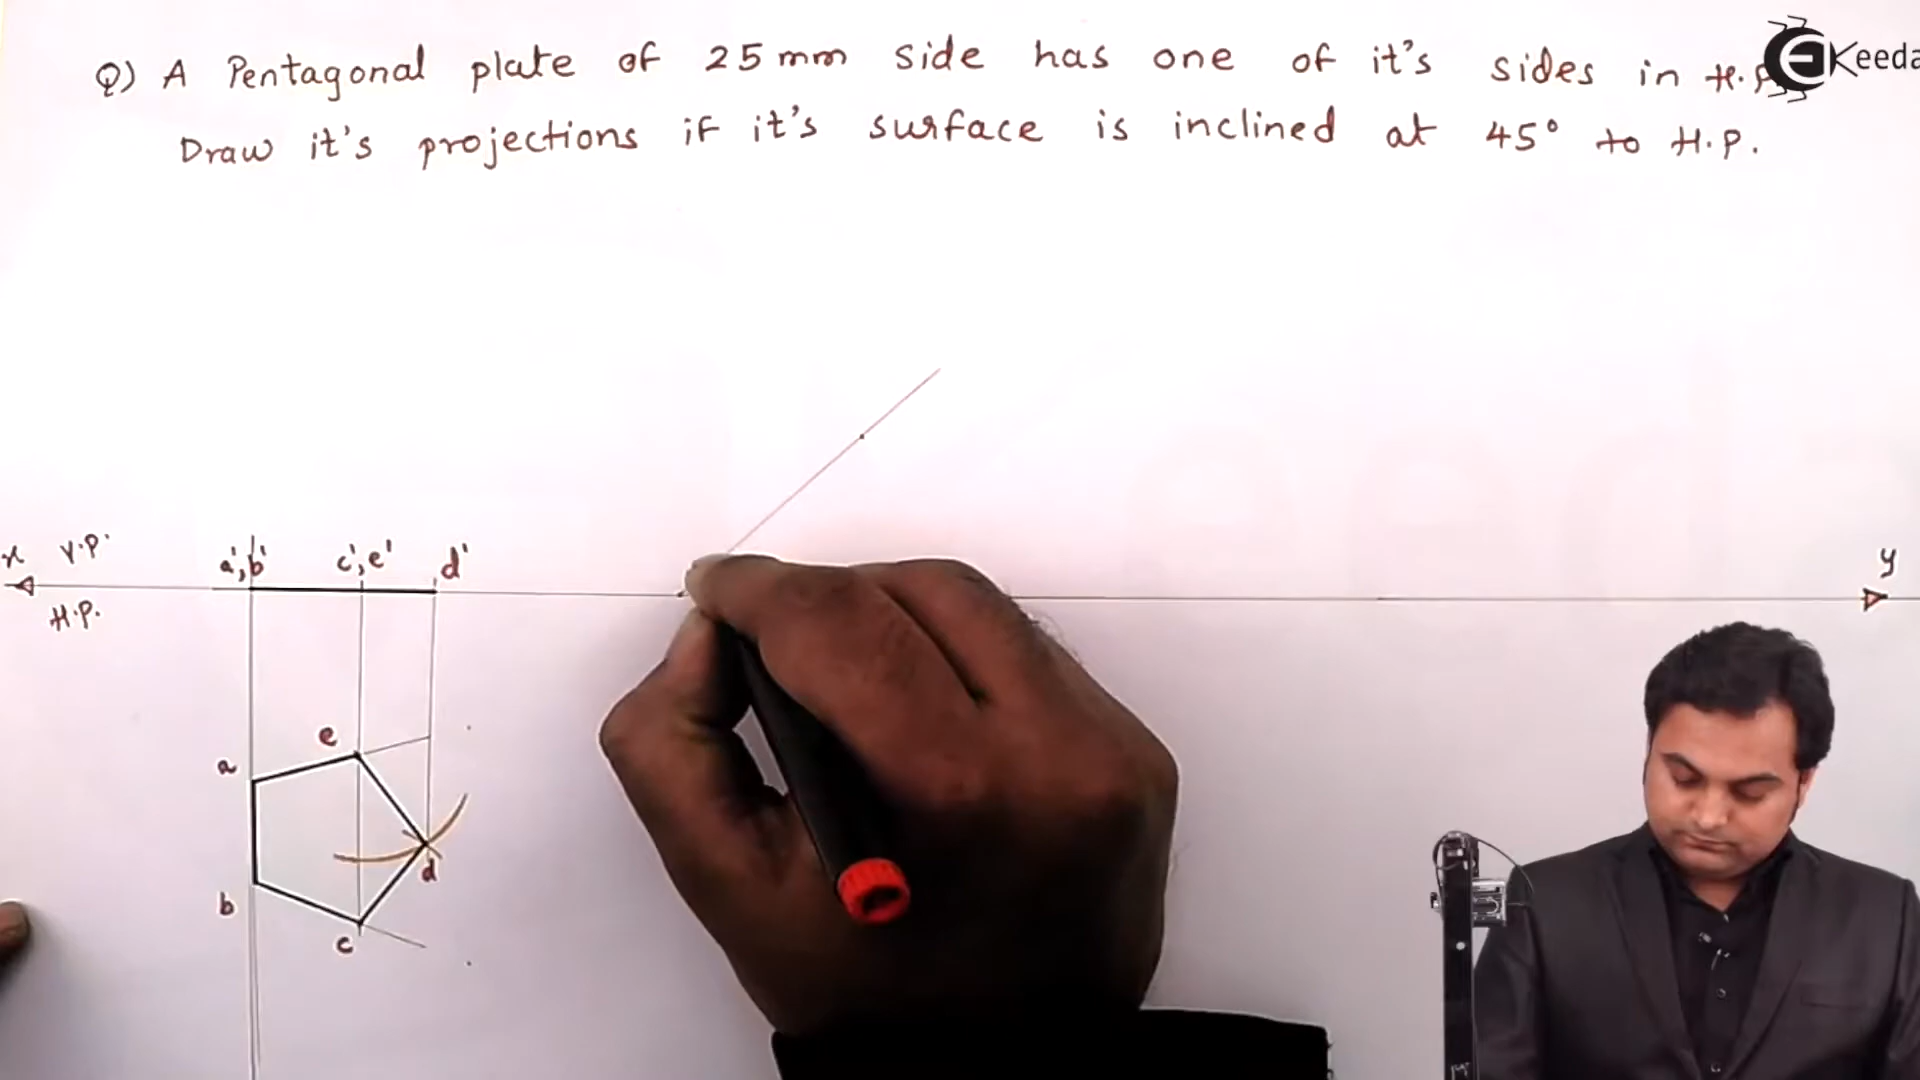 Q) A Pentagonal plate of 25 mm side has one of it's sides in H.P
Draw it's projections if it's surface is inclined at 45° to H.P.
Keeda
x V.P. a',b' c',e' d' y
H.P.
e
a
d
b
c